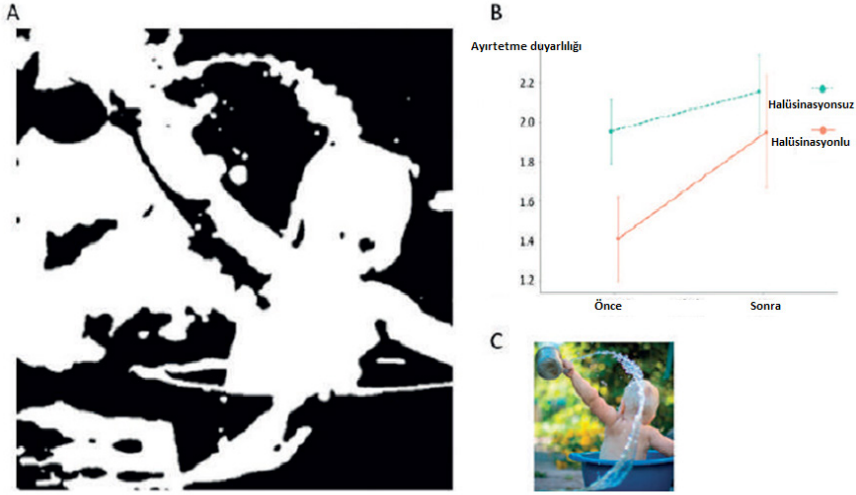 A
B
Ayırtetme duyarlılığı
2.2
2.0
1.8
1.6
1.4
1.2
Halüsinasyonsuz
Halüsinasyonlu
Önce
Sonra
C